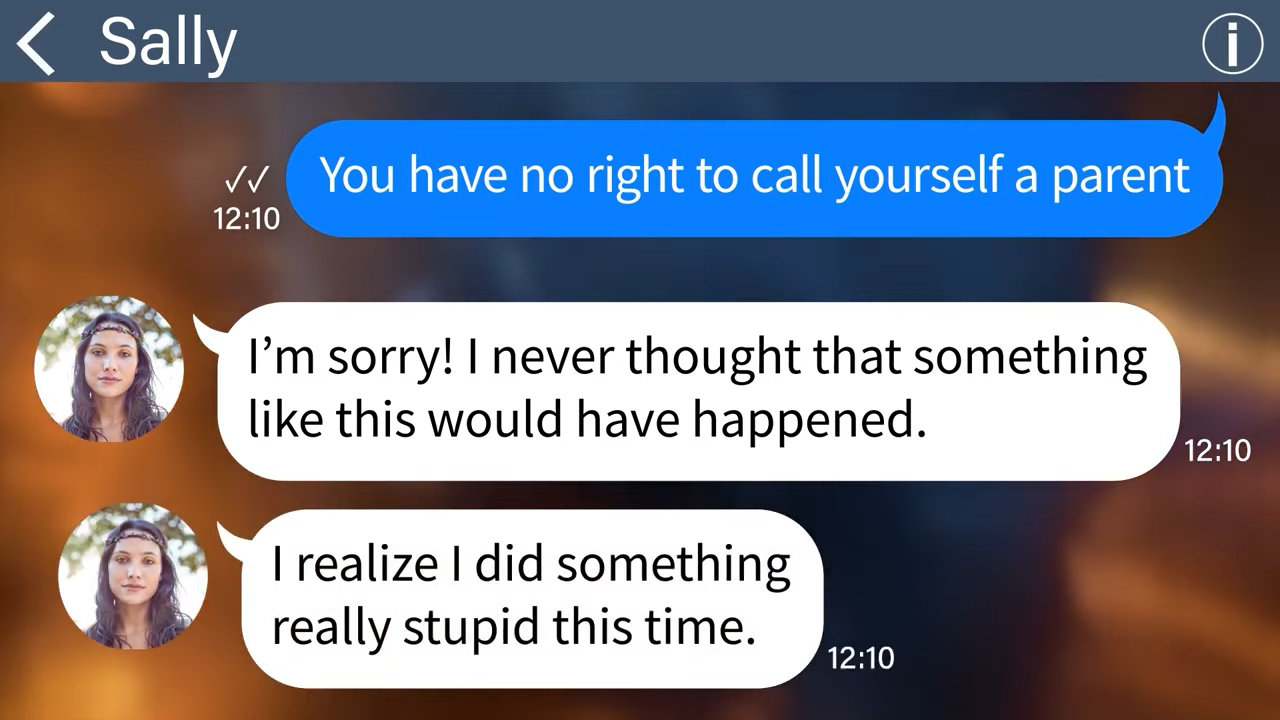 Sally
You have no right to call yourself a parent
✓✓
12:10
I’m sorry! I never thought that something
like this would have happened.
12:10
I realize I did something
really stupid this time.
12:10